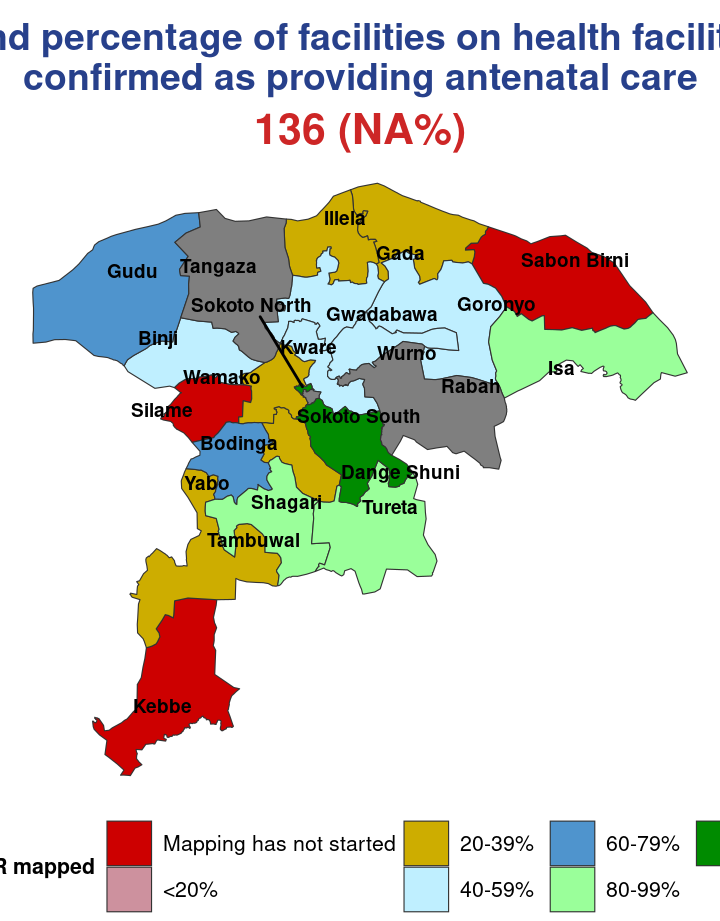 nd percentage of facilities on health facilit
confirmed as providing antenatal care
136 (NA%)
Illela
Gada
Sabon Birni
Gudu
Tangaza
Sokoto North
Goronyo
Gwadabawa
Binji
Kware
Wurno
Isa
Wamako
Rabah
Silame
Sokoto South
Bodinga
Dange Shuni
Yabo
Shagari
Tureta
Tambuwal
Kebbe
R mapped
Mapping has not started
20-39%
60-79%
<20%
40-59%
80-99%